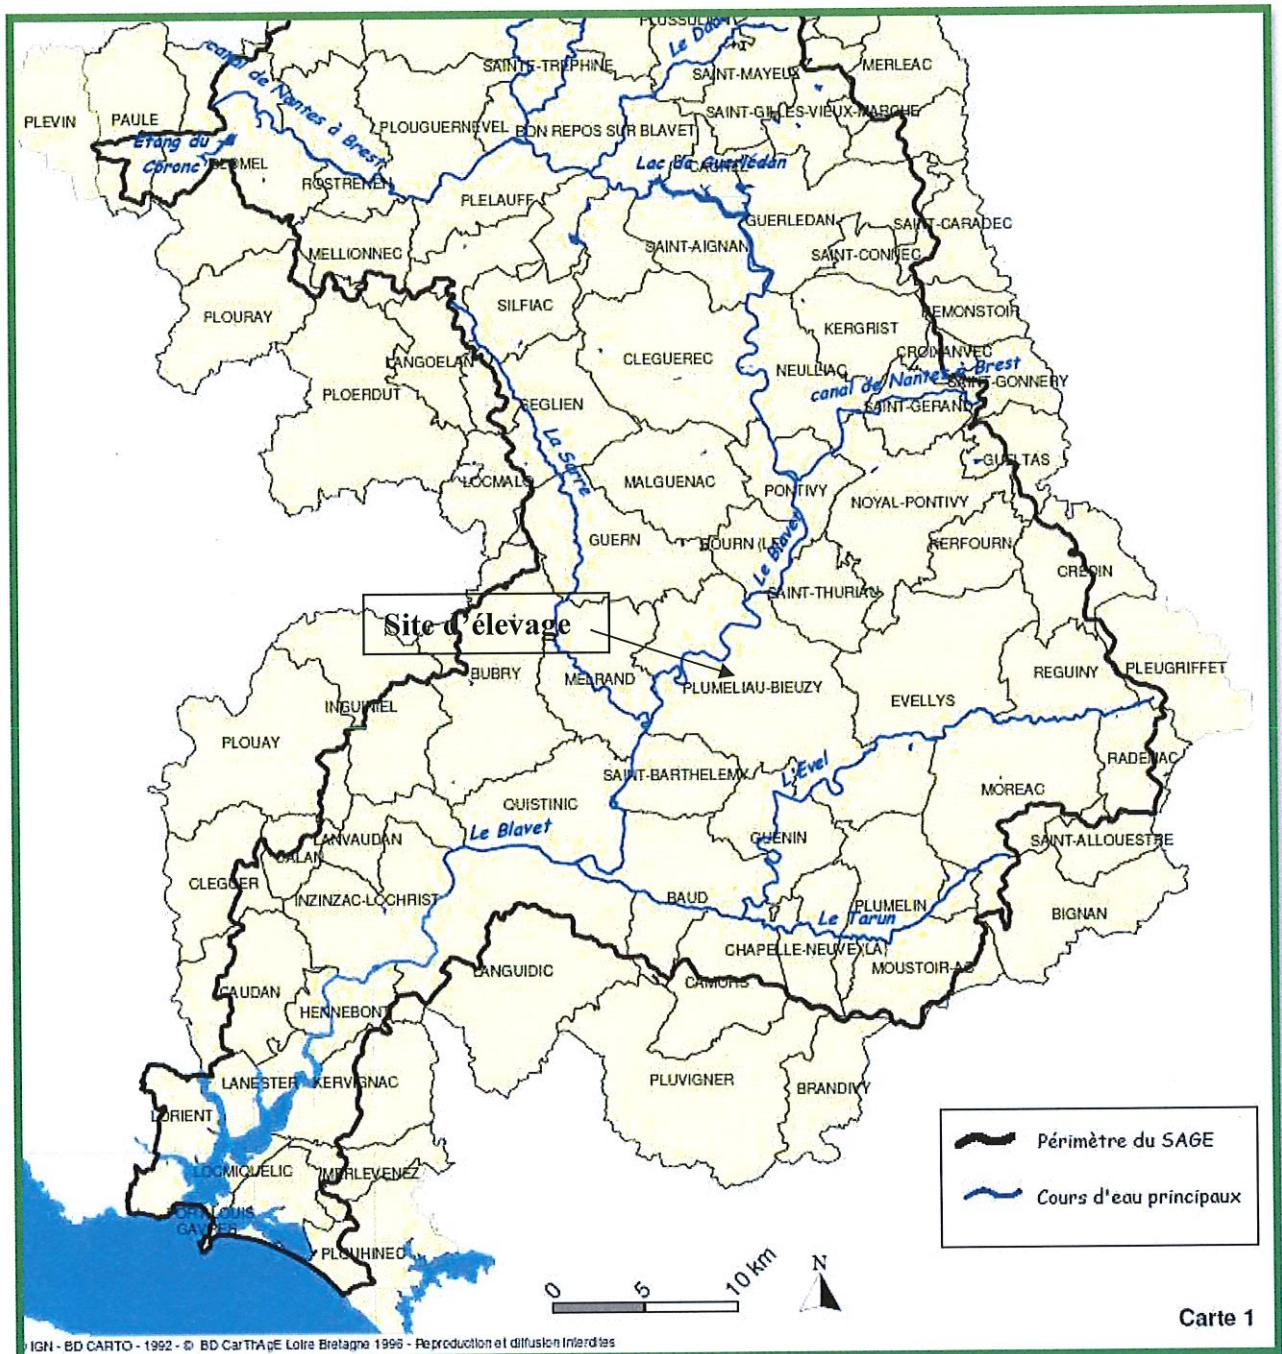 SAINTE-TREPHINE
Le Daou
SAINT-MAYEUX
MERLEAC
canal de Nantes à Brest
PLEVIN
PAULE
PLOUGUERNEVEL
BON REPOS SUR BLAVET
SAINT-GILLES-VIEUX-MARCHE
Etang du
Coronc
ROSTRENEN
PLELAUFF
Lac de Guerlédan
GUERLEDAN
SAINT-CARADEC
MELLIONNEC
SAINT-AIGNAN
SAINT-CONNEC
PLOURAY
SILFIAC
KERGRIST
CLEGUEREC
CROIXANVEC
LANGOELAN
NEULLIAC
canal de Nantes à Brest
SAINT-GONNERY
PLOERDUT
SEGLIEN
SAINT-GERAND
La Sarre
GUELTAS
LOCMALO
MALGUENAC
PONTIVY
NOYAL-PONTIVY
GUERN
SOURN (LE)
Le Blavet
KERFOURN
CREDIN
SAINT-THURIAU
Site d'élevage
BUBRY
MELRAND
PLUMELIAU-BIEUZY
EVELLYS
REGUINY
PLEUGRIFFET
INGUINIEL
PLOUAY
SAINT-BARTHELEMY
L'Evel
RADENAC
MOREAC
QUISTINIC
Le Blavet
GUENIN
LANVAUDAN
SAINT-ALLOUESTRE
CALAN
CLEGUER
INZINZAC-LOCHRIST
BAUD
PLUMELIN
Le Tarun
BIGNAN
CHAPELLE-NEUVE (LA)
LANGUIDIC
MOUSTOIR-AC
CAMORS
CAUDAN
HENNEBONT
LANESTER
KERVIGNAC
PLUVIGNER
BRANDIVY
LORIENT
LOCMIQUELIC
MERLEVENEZ
PORT-LOUIS
GAVRES
PLOUHINEC
Périmètre du SAGE
Cours d'eau principaux
0 5 10 km
N
Carte 1
IGN - BD CARTO - 1992 - © BD CarThAgE Loire Bretagne 1996 - Reproduction et diffusion interdites